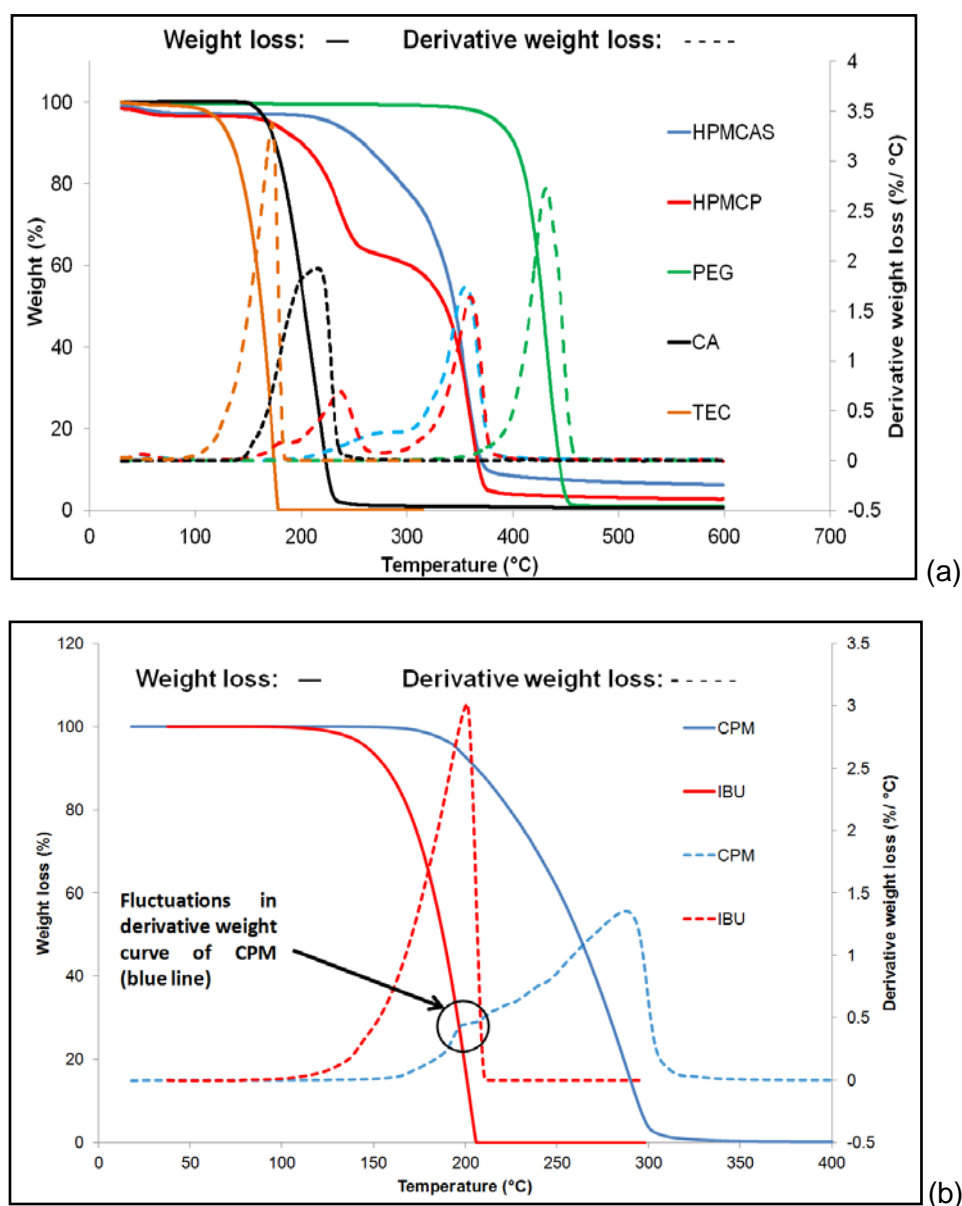 Weight loss: — Derivative weight loss: ----
Weight (%)
100
80
60
40
20
0
4
3.5
3
2.5
2
1.5
1
0.5
0
-0.5
Derivative weight loss (%/ °C)
HPMCAS
HPMCP
PEG
CA
TEC
0 100 200 300 400 500 600 700
Temperature (°C)
(a)
Weight loss: — Derivative weight loss: -----
Weight loss (%)
120
100
80
60
40
20
0
3.5
3
2.5
2
1.5
1
0.5
0
-0.5
Derivative weight loss (%/ °C)
CPM
IBU
CPM
IBU
Fluctuations in
derivative weight
curve of CPM
(blue line)
0 50 100 150 200 250 300 350 400
Temperature (°C)
(b)